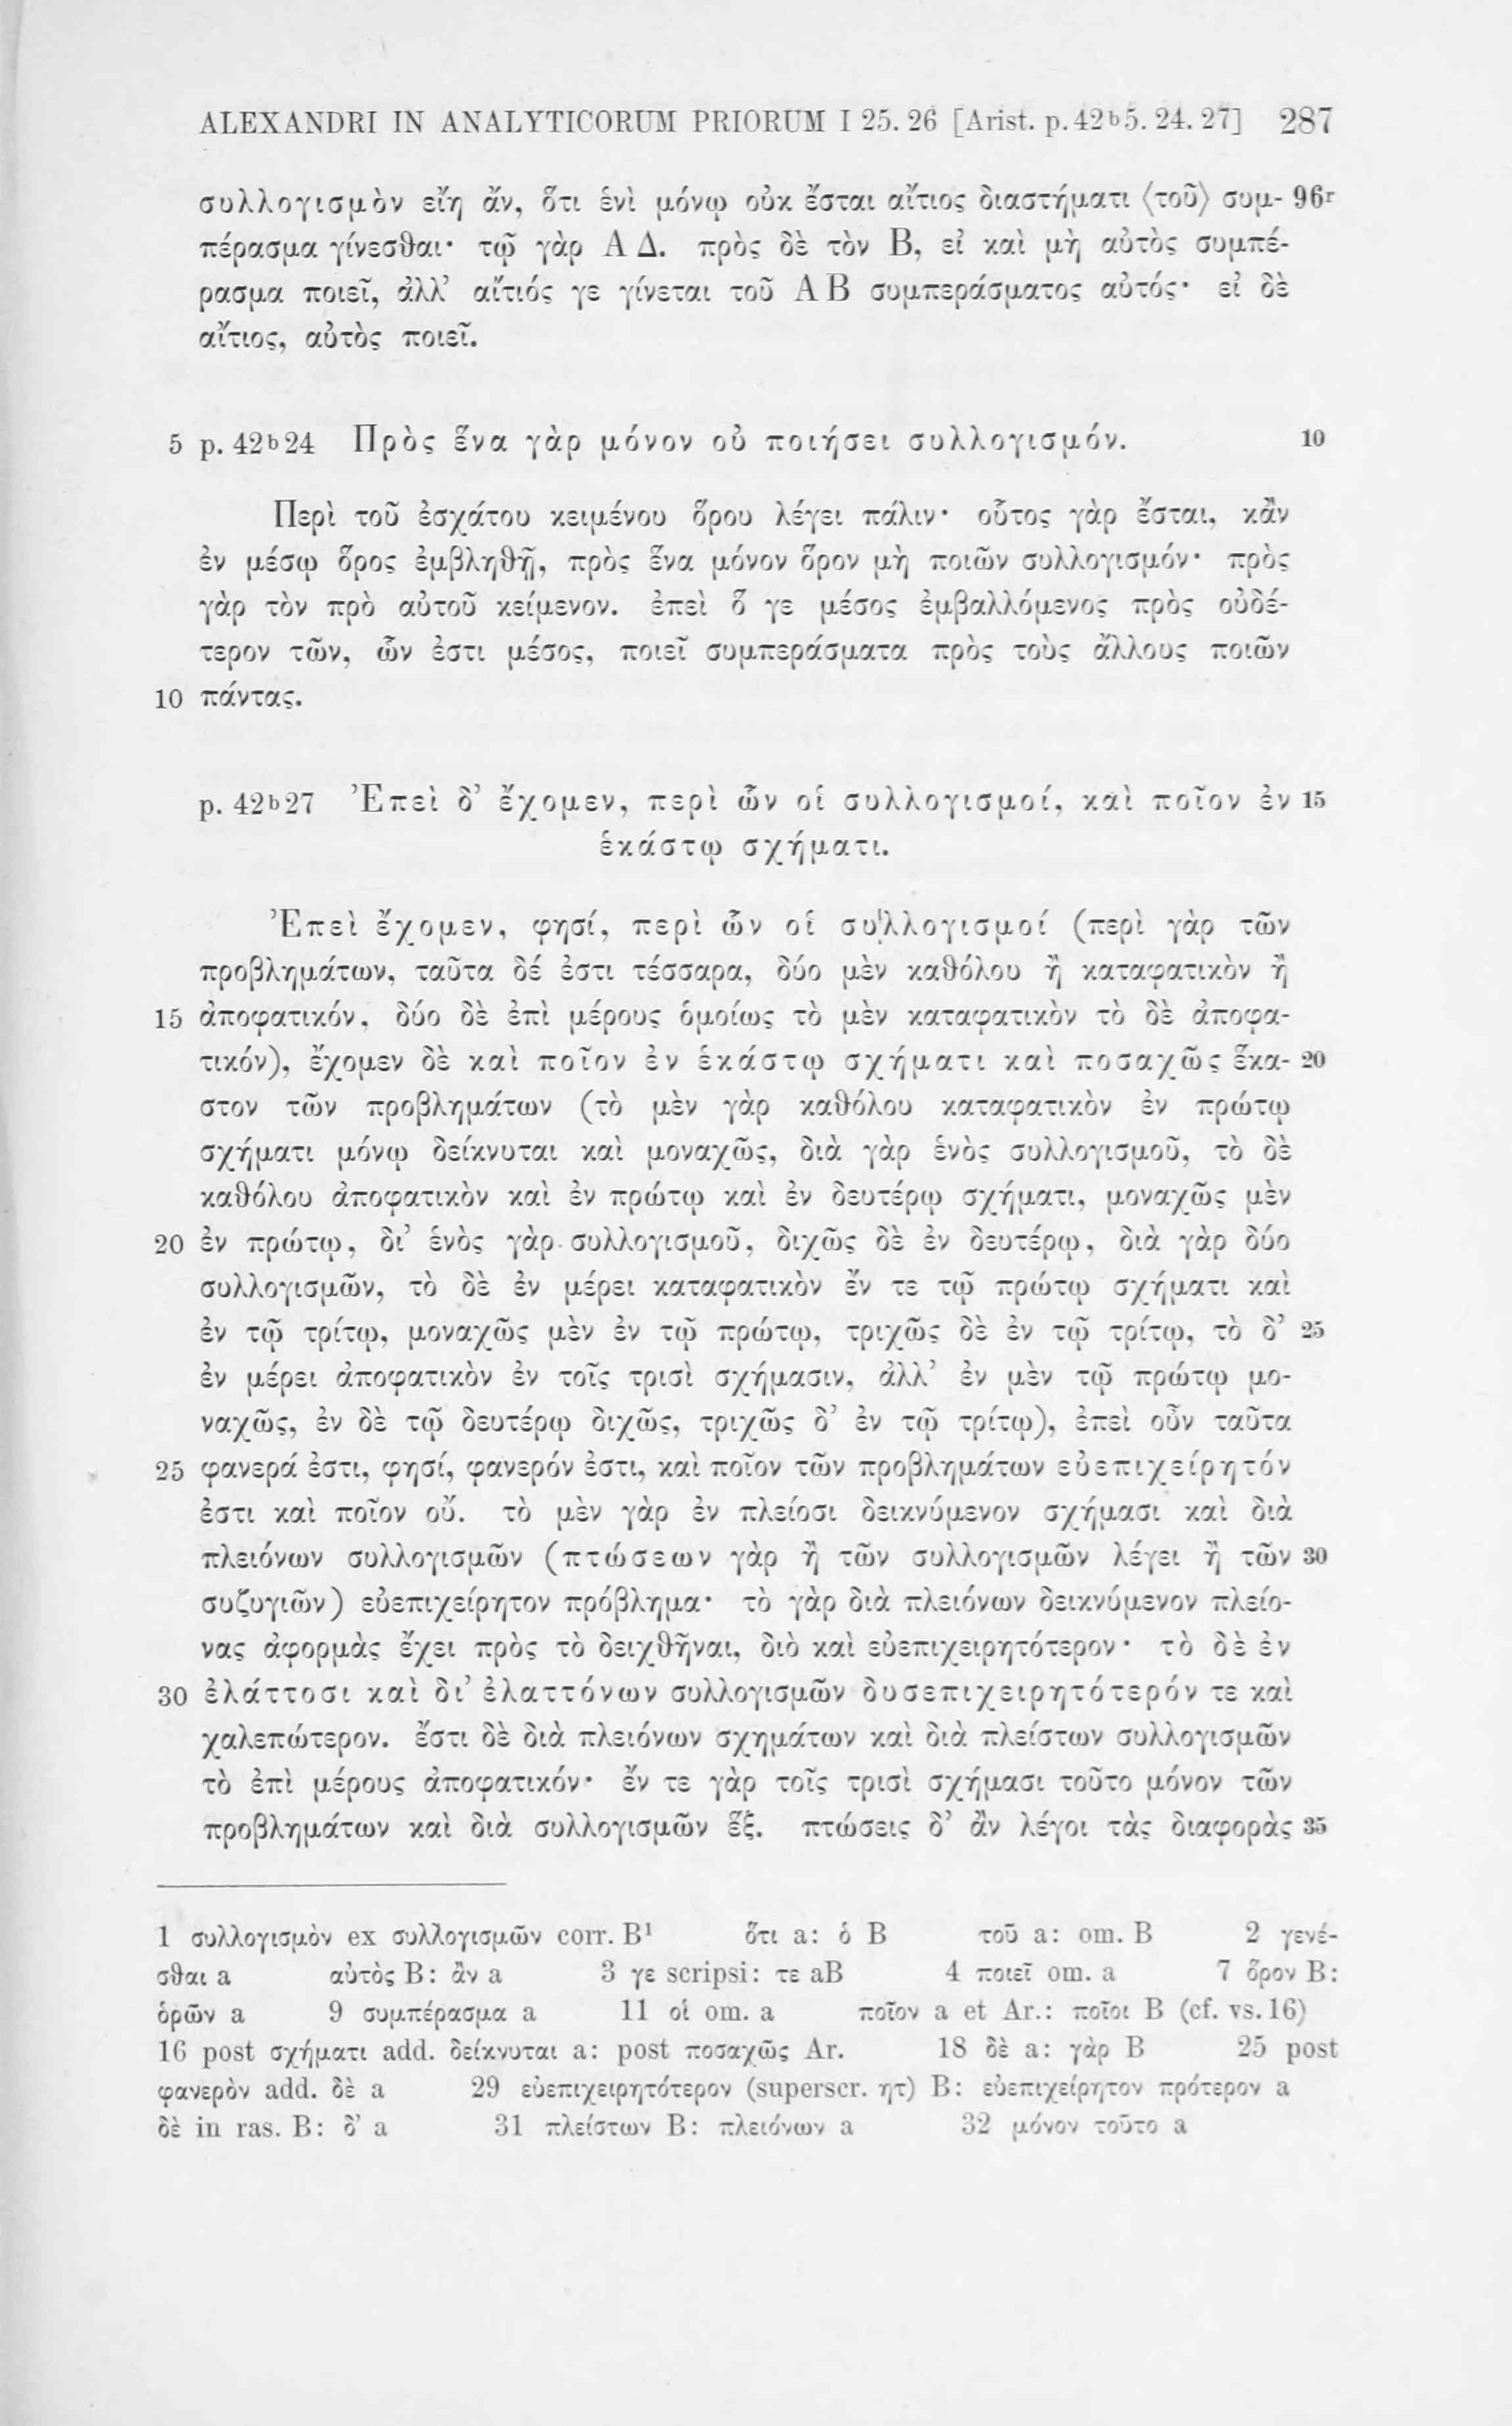 ALEXANDRI IN ANALYTICORUM PRIORUM I 25. 26 [Arist. p. 42ᵇ5. 24. 27] 287
συλλογισμὸν εἴη ἄν, ὅτι ἑνὶ μόνῳ οὐκ ἔσται αἴτιος διαστήματι ⟨τοῦ⟩ συμ- 96ʳ
πέρασμα γίνεσθαι· τῷ γὰρ Α Δ. πρὸς δὲ τὸν Β, εἰ καὶ μὴ αὐτὸς συμπέ-
ρασμα ποιεῖ, ἀλλ’ αἴτιός γε γίνεται τοῦ Α Β συμπεράσματος αὐτός· εἰ δὲ
αἴτιος, αὐτὸς ποιεῖ.
5 p. 42ᵇ24 Πρὸς ἕνα γὰρ μόνον οὐ ποιήσει συλλογισμόν. 10
Περὶ τοῦ ἐσχάτου κειμένου ὅρου λέγει πάλιν· οὗτος γὰρ ἔσται, κἂν
ἐν μέσῳ ὅρος ἐμβληθῇ, πρὸς ἕνα μόνον ὅρον μὴ ποιῶν συλλογισμόν· πρὸς
γὰρ τὸν πρὸ αὐτοῦ κείμενον. ἐπεὶ ὅ γε μέσος ἐμβαλλόμενος πρὸς οὐδέ-
τερον τῶν, ὧν ἐστι μέσος, ποιεῖ συμπεράσματα πρὸς τοὺς ἄλλους ποιῶν
10 πάντας.
p. 42ᵇ27 Ἐπεὶ δ’ ἔχομεν, περὶ ὧν οἱ συλλογισμοί, καὶ ποῖον ἐν 15
ἑκάστῳ σχήματι.
Ἐπεὶ ἔχομεν, φησί, περὶ ὧν οἱ συλλογισμοί (περὶ γὰρ τῶν
προβλημάτων, ταῦτα δέ ἐστι τέσσαρα, δύο μὲν καθόλου ἢ καταφατικὸν ἢ
15 ἀποφατικόν, δύο δὲ ἐπὶ μέρους ὁμοίως τὸ μὲν καταφατικὸν τὸ δὲ ἀποφα-
τικόν), ἔχομεν δὲ καὶ ποῖον ἐν ἑκάστῳ σχήματι καὶ ποσαχῶς ἕκα- 20
στον τῶν προβλημάτων (τὸ μὲν γὰρ καθόλου καταφατικὸν ἐν πρώτῳ
σχήματι μόνῳ δείκνυται καὶ μοναχῶς, διὰ γὰρ ἑνὸς συλλογισμοῦ, τὸ δὲ
καθόλου ἀποφατικὸν καὶ ἐν πρώτῳ καὶ ἐν δευτέρῳ σχήματι, μοναχῶς μὲν
20 ἐν πρώτῳ, δι’ ἑνὸς γὰρ συλλογισμοῦ, διχῶς δὲ ἐν δευτέρῳ, διὰ γὰρ δύο
συλλογισμῶν, τὸ δὲ ἐν μέρει καταφατικὸν ἔν τε τῷ πρώτῳ σχήματι καὶ
ἐν τῷ τρίτῳ, μοναχῶς μὲν ἐν τῷ πρώτῳ, τριχῶς δὲ ἐν τῷ τρίτῳ, τὸ δ’ 25
ἐν μέρει ἀποφατικὸν ἐν τοῖς τρισὶ σχήμασιν, ἀλλ’ ἐν μὲν τῷ πρώτῳ μο-
ναχῶς, ἐν δὲ τῷ δευτέρῳ διχῶς, τριχῶς δ’ ἐν τῷ τρίτῳ), ἐπεὶ οὖν ταῦτα
25 φανερά ἐστι, φησί, φανερόν ἐστι, καὶ ποῖον τῶν προβλημάτων εὐεπιχείρητόν
ἐστι καὶ ποῖον οὔ. τὸ μὲν γὰρ ἐν πλείοσι δεικνύμενον σχήμασι καὶ διὰ
πλειόνων συλλογισμῶν (πτώσεων γὰρ ἢ τῶν συλλογισμῶν λέγει ἢ τῶν 30
συζυγιῶν) εὐεπιχείρητον πρόβλημα· τὸ γὰρ διὰ πλειόνων δεικνύμενον πλείο-
νας ἀφορμὰς ἔχει πρὸς τὸ δειχθῆναι, διὸ καὶ εὐεπιχειρητότερον· τὸ δὲ ἐν
30 ἐλάττοσι καὶ δι’ ἐλαττόνων συλλογισμῶν δυσεπιχειρητότερόν τε καὶ
χαλεπώτερον. ἔστι δὲ διὰ πλειόνων σχημάτων καὶ διὰ πλείστων συλλογισμῶν
τὸ ἐπὶ μέρους ἀποφατικόν· ἔν τε γὰρ τοῖς τρισὶ σχήμασι τοῦτο μόνον τῶν
προβλημάτων καὶ διὰ συλλογισμῶν ἕξ. πτώσεις δ’ ἂν λέγοι τὰς διαφορὰς 35
1 συλλογισμὸν ex συλλογισμῶν corr. B¹ ὅτι a: ὁ B τοῦ a: om. B 2 γενέ-
σθαι a αὐτὸς B: ἂν a 3 γε scripsi: τε aB 4 ποιεῖ om. a 7 ὅρον B:
ὁρῶν a 9 συμπέρασμα a 11 οἱ om. a ποῖον a et Ar.: ποῖοι B (cf. vs. 16)
16 post σχήματι add. δείκνυται a: post ποσαχῶς Ar. 18 δὲ a: γὰρ B 25 post
φανερὸν add. δὲ a 29 εὐεπιχειρητότερον (superscr. ητ) B: εὐεπιχείρητον πρότερον a
δὲ in ras. B: δ’ a 31 πλείστων B: πλειόνων a 32 μόνον τοῦτο a